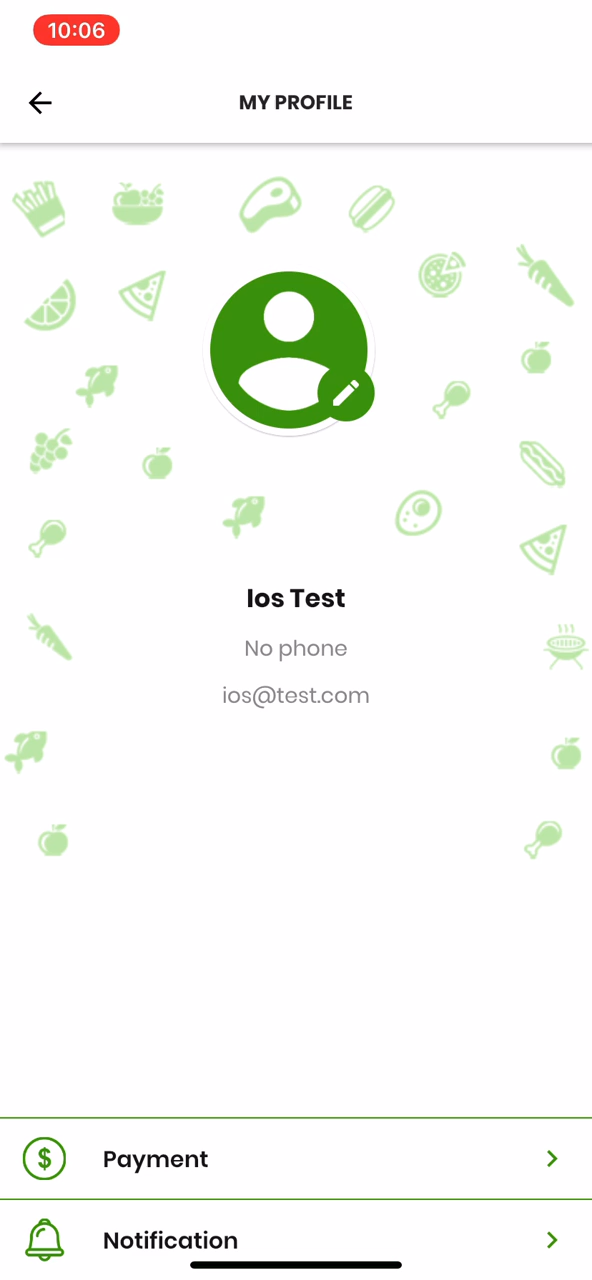 10:06
MY PROFILE
Ios Test
No phone
ios@test.com
$ Payment
Notification